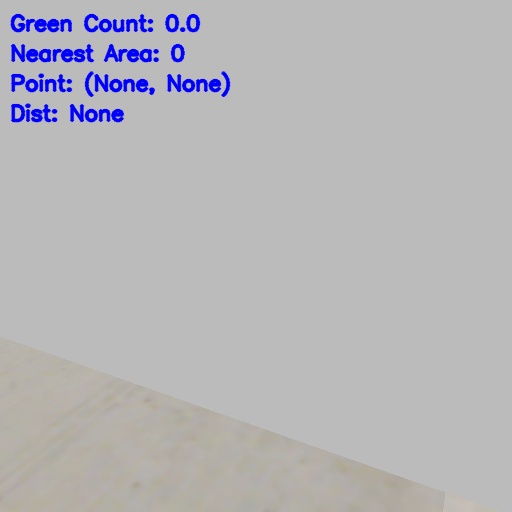 Green Count: 0.0
Nearest Area: 0
Point: (None, None)
Dist: None